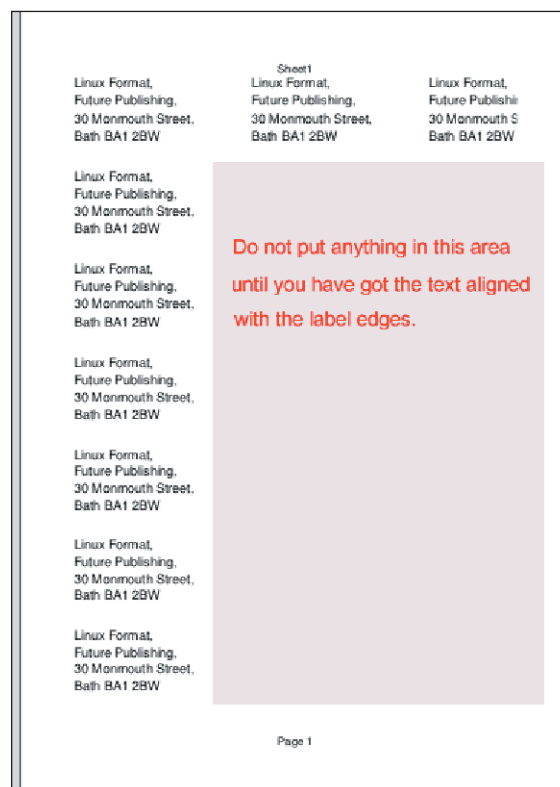 Sheet1
Linux Format, Linux Format, Linux Format,
Future Publishing, Future Publishing, Future Publishin
30 Monmouth Street, 30 Monmouth Street, 30 Monmouth S
Bath BA1 2BW Bath BA1 2BW Bath BA1 2BW
Linux Format,
Future Publishing,
30 Monmouth Street,
Bath BA1 2BW
Do not put anything in this area
until you have got the text aligned
with the label edges.
Linux Format,
Future Publishing,
30 Monmouth Street,
Bath BA1 2BW
Linux Format,
Future Publishing,
30 Monmouth Street,
Bath BA1 2BW
Linux Format,
Future Publishing,
30 Monmouth Street,
Bath BA1 2BW
Linux Format,
Future Publishing,
30 Monmouth Street,
Bath BA1 2BW
Linux Format,
Future Publishing,
30 Monmouth Street,
Bath BA1 2BW
Page 1